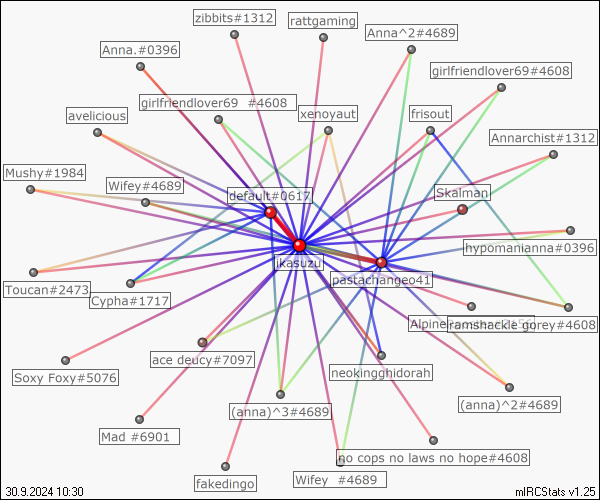 zibbits#1312
rattgaming
Anna.#0396
Anna^2#4689
girlfriendlover69#4608
girlfriendlover69 #4608
avelicious
xenoyaut
frisout
Annarchist#1312
Mushy#1984
Wifey#4689
default#0617
Skalman
hypomarianna#0396
jkasuzu
pastachangeo41
Toucan#2473
Cypha#1717
Alpine
ramshackle gorey#4608
ace deucy#7097
neokingghidorah
Soxy Foxy#5076
(anna)^3#4689
(anna)^2#4689
Mad #6901
no cops no laws no hope#4608
fakedingo
Wifey #4689
30.9.2024 10:30
mIRCStats v1.25